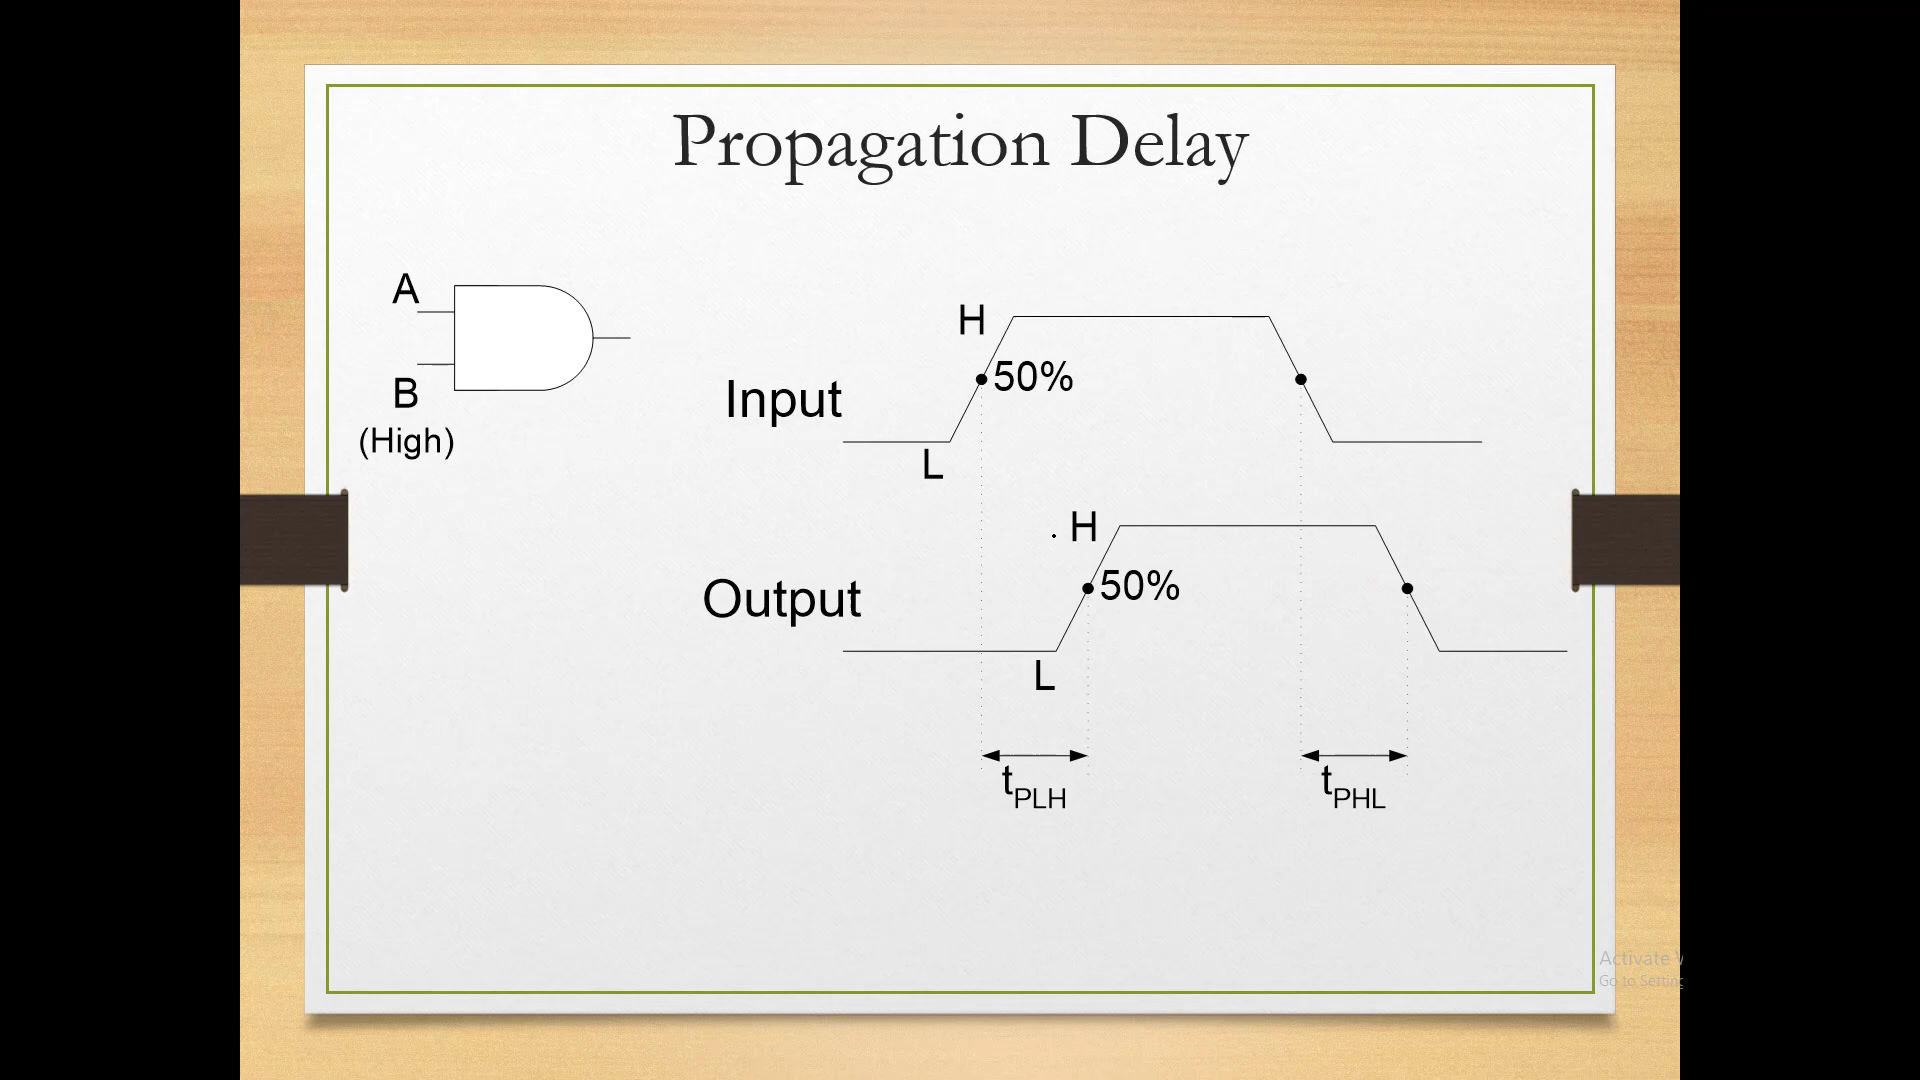 Propagation Delay
A
B
(High)
Input
H
50%
L
Output
H
50%
L
tPLH
tPHL
Activate
Go to Setting